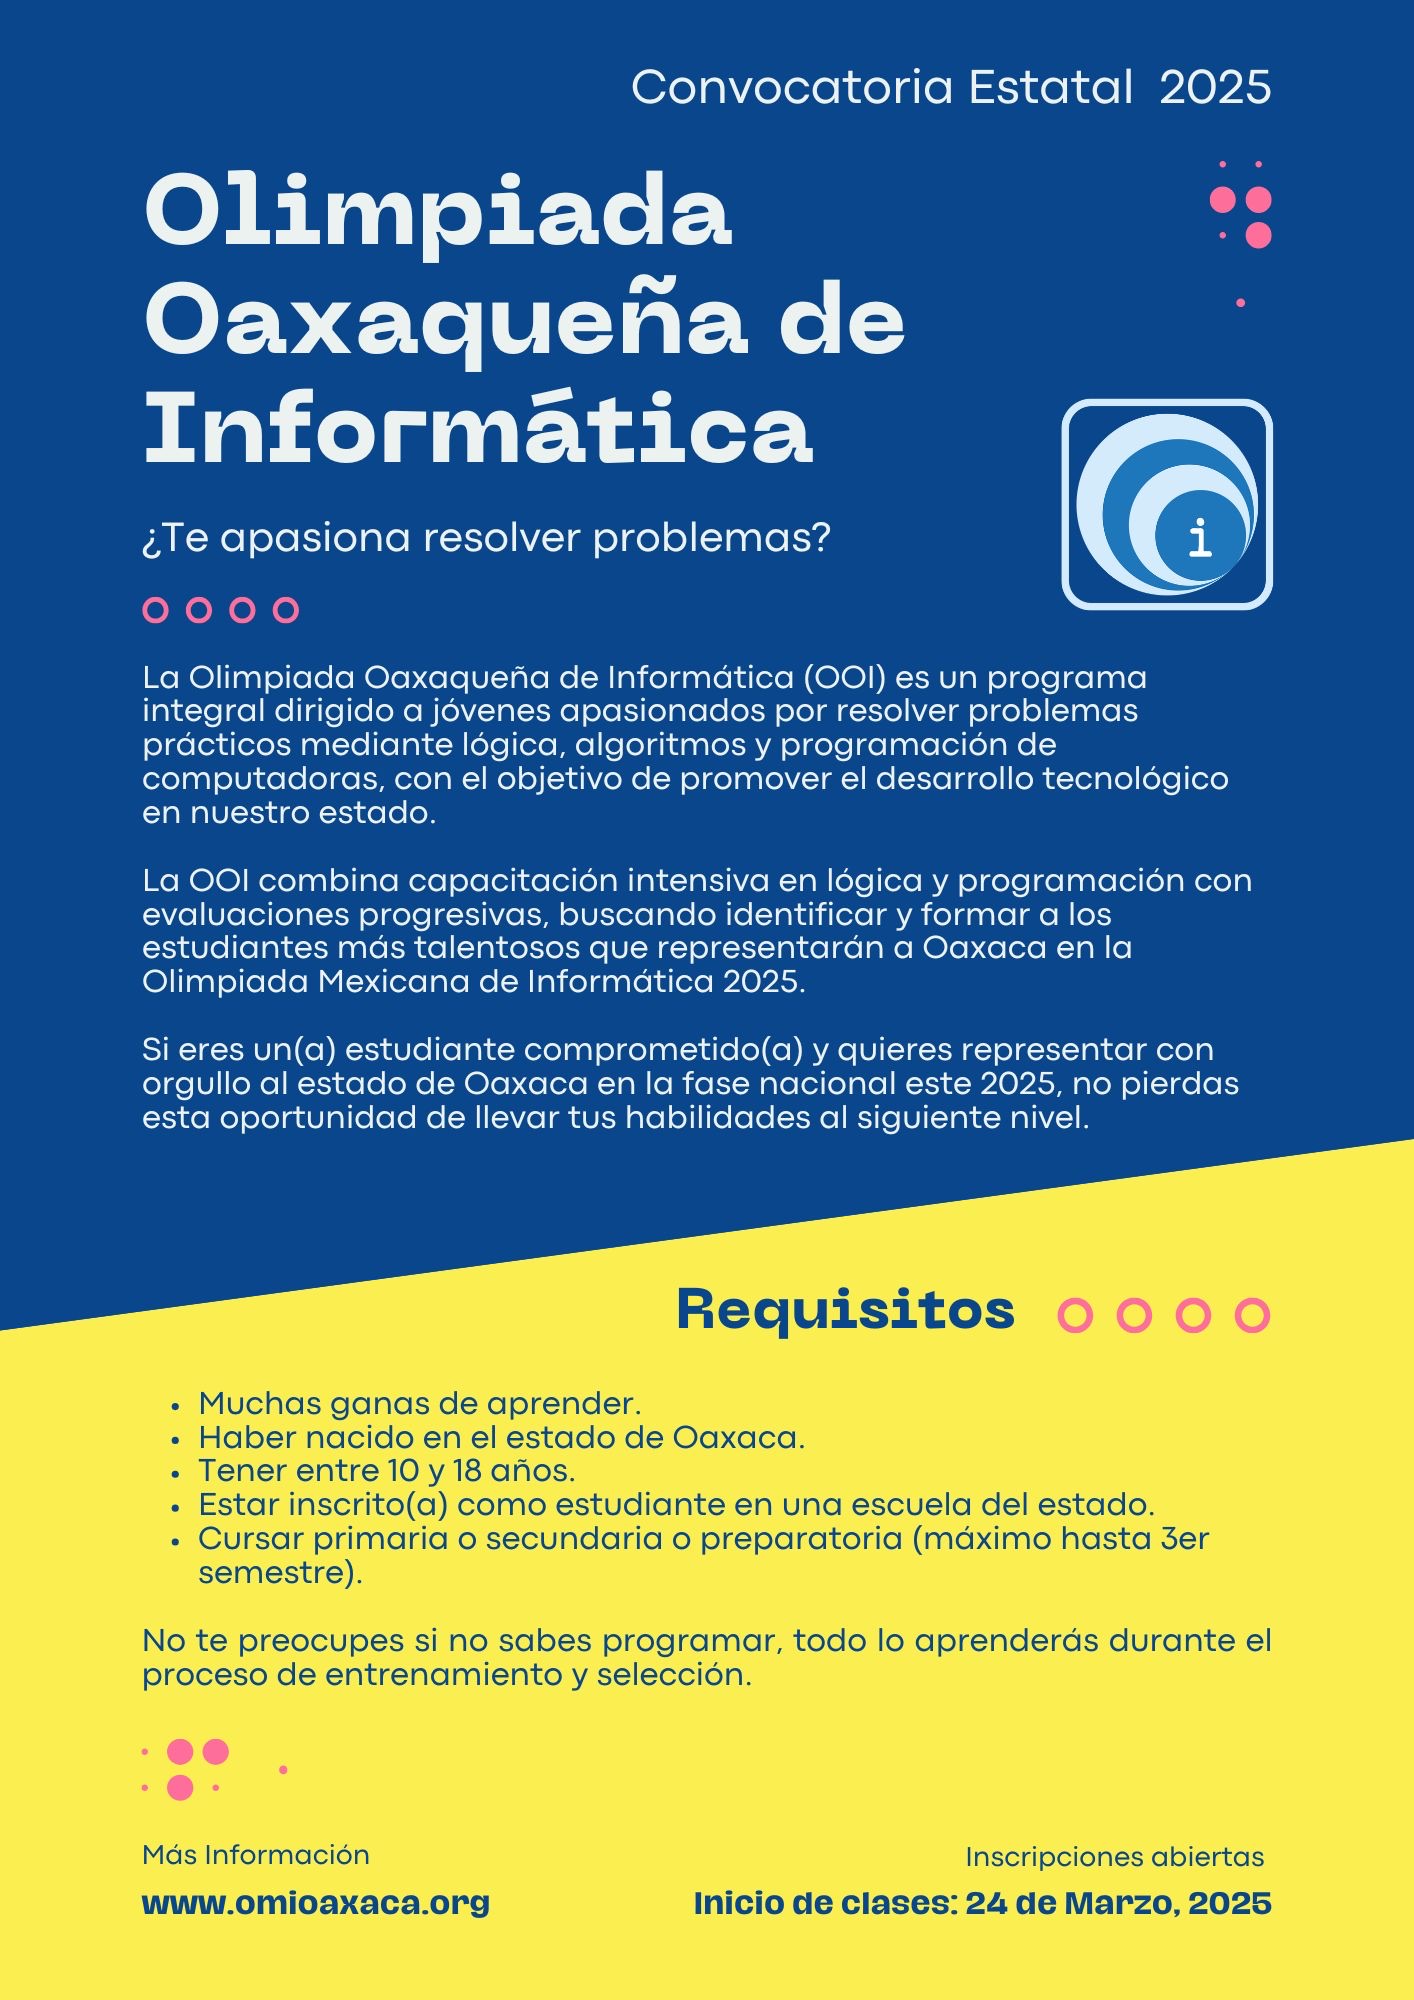 Convocatoria Estatal 2025
Olimpiada
Oaxaqueña de
Informática
¿Te apasiona resolver problemas?
i
La Olimpiada Oaxaqueña de Informática (OOI) es un programa
integral dirigido a jóvenes apasionados por resolver problemas
prácticos mediante lógica, algoritmos y programación de
computadoras, con el objetivo de promover el desarrollo tecnológico
en nuestro estado.
La OOI combina capacitación intensiva en lógica y programación con
evaluaciones progresivas, buscando identificar y formar a los
estudiantes más talentosos que representarán a Oaxaca en la
Olimpiada Mexicana de Informática 2025.
Si eres un(a) estudiante comprometido(a) y quieres representar con
orgullo al estado de Oaxaca en la fase nacional este 2025, no pierdas
esta oportunidad de llevar tus habilidades al siguiente nivel.
Requisitos
• Muchas ganas de aprender.
• Haber nacido en el estado de Oaxaca.
• Tener entre 10 y 18 años.
• Estar inscrito(a) como estudiante en una escuela del estado.
• Cursar primaria o secundaria o preparatoria (máximo hasta 3er
semestre).
No te preocupes si no sabes programar, todo lo aprenderás durante el
proceso de entrenamiento y selección.
Más Información
www.omioaxaca.org
Inscripciones abiertas
Inicio de clases: 24 de Marzo, 2025